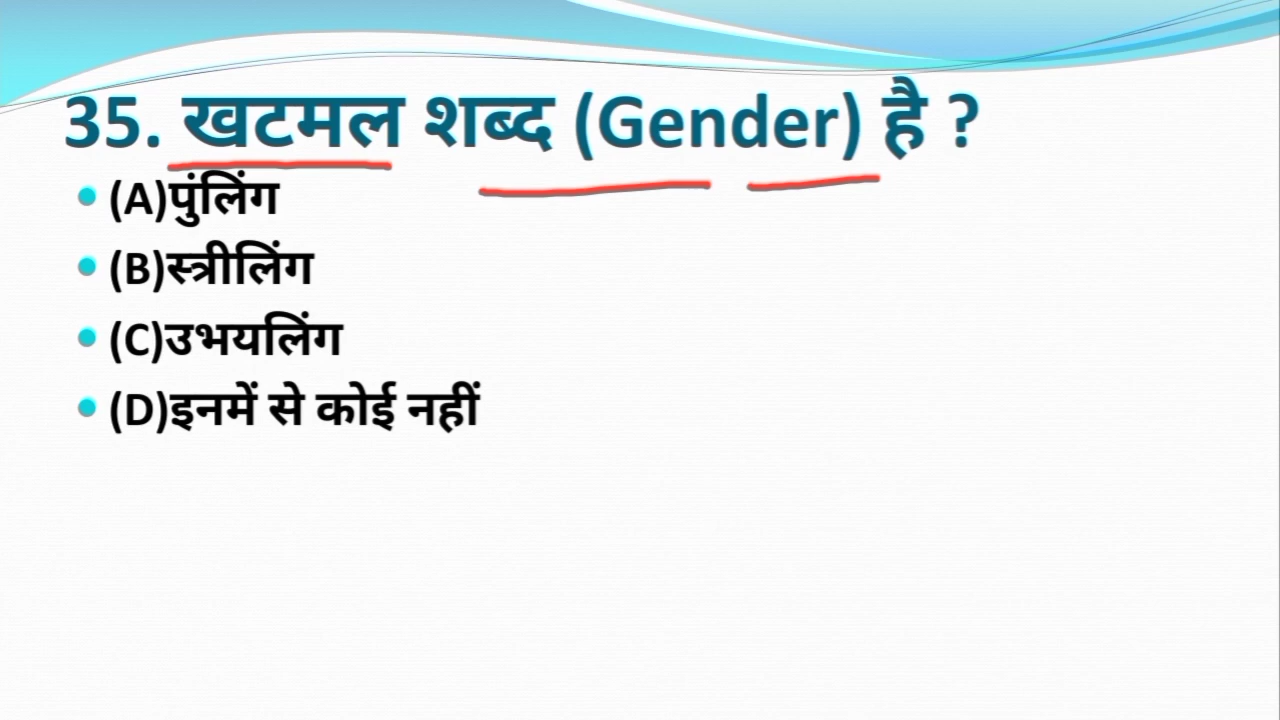 35. खटमल शब्द (Gender) है ?
(A)पुंलिंग
(B)स्त्रीलिंग
(C)उभयलिंग
(D)इनमें से कोई नहीं